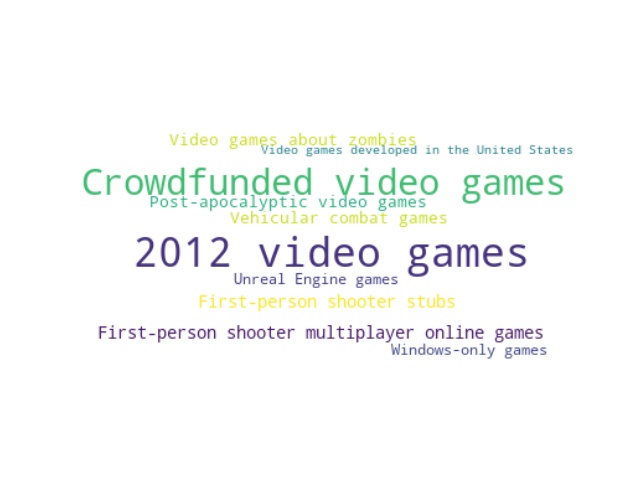 Video games about zombies
Video games developed in the United States
Crowdfunded video games
Post-apocalyptic video games
Vehicular combat games
2012 video games
Unreal Engine games
First-person shooter stubs
First-person shooter multiplayer online games
Windows-only games